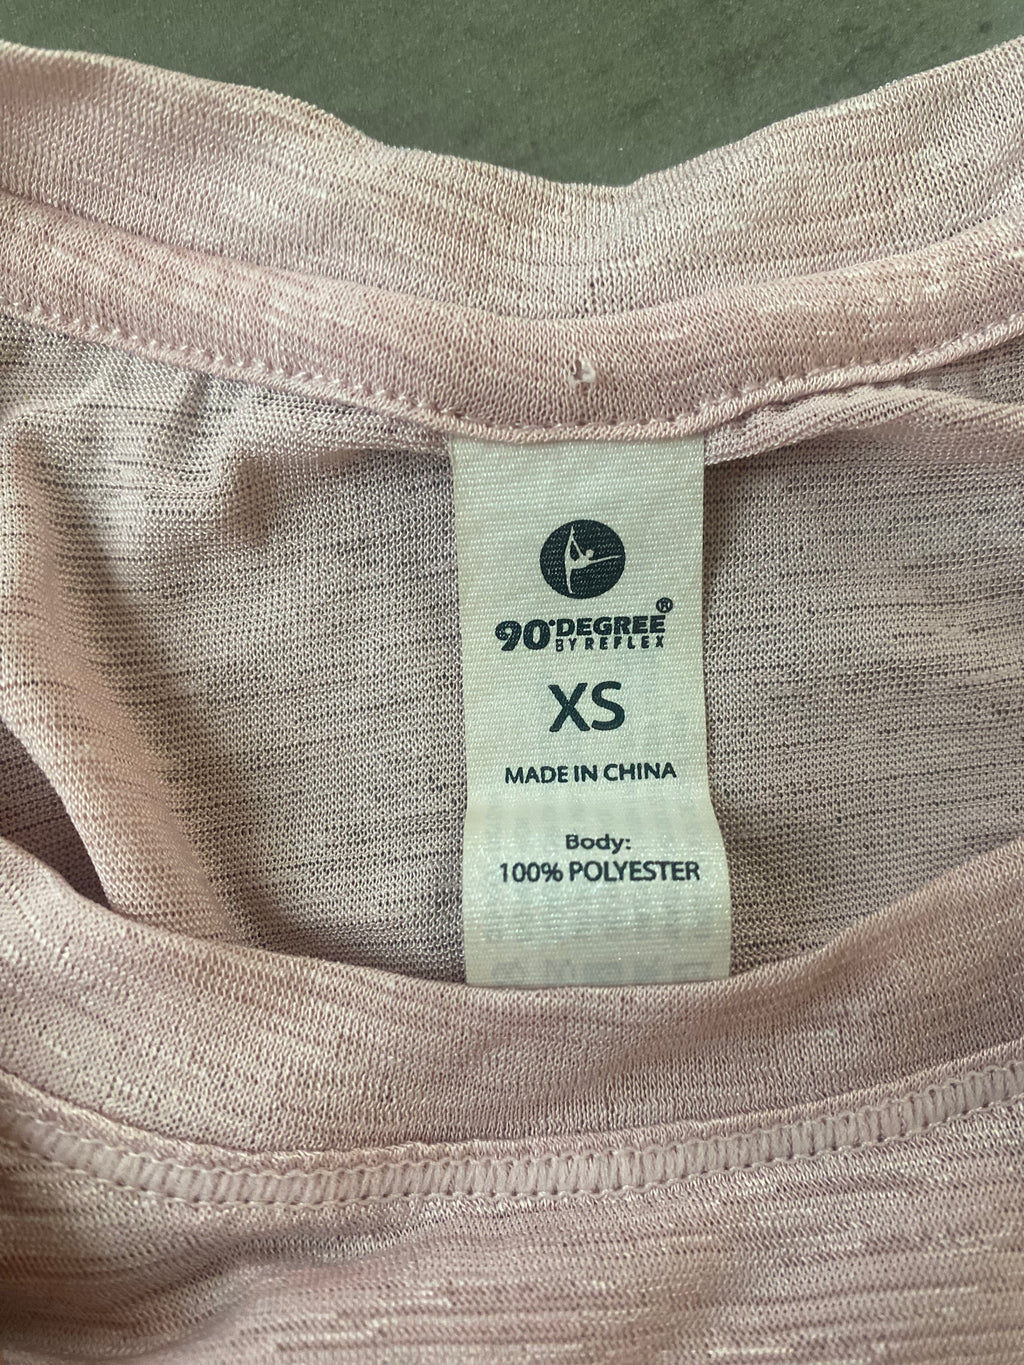 90°DEGREE®
BY REFLEX
XS
MADE IN CHINA
Body:
100% POLYESTER